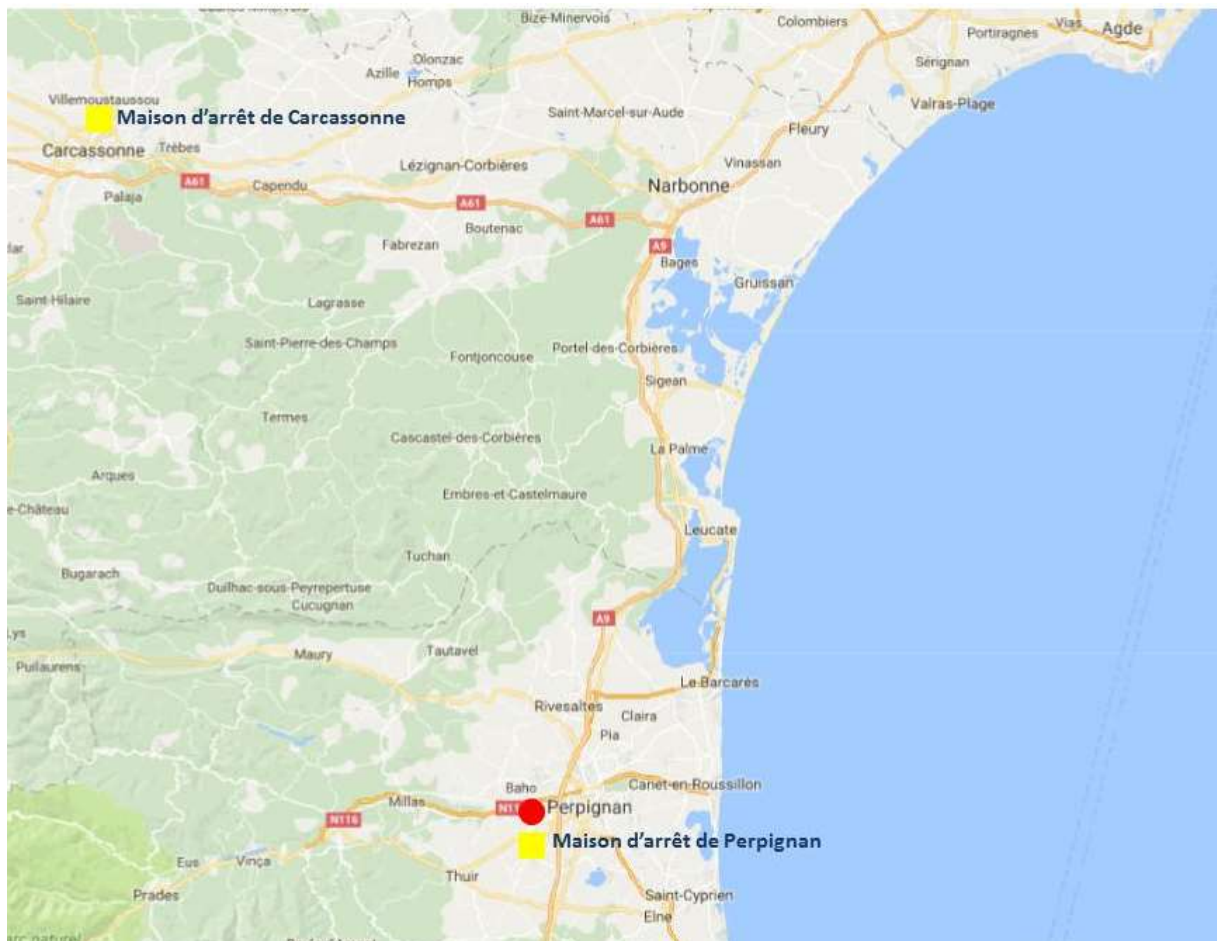 Bize-Minervois
Colombiers
Portiragnes
Vias
Agde
Olonzac
Azille
Homps
Sérignan
Villemoustaussou
Maison d'arrêt de Carcassonne
Saint-Marcel-sur-Aude
Valras-Plage
Fleury
Carcassonne
Trèbes
Lézignan-Corbières
Vinassan
A61
Capendu
Narbonne
Palaja
A61
A61
Boutenac
Fabrezan
A9
Bages
Gruissan
Saint-Hilaire
Lagrasse
Saint-Pierre-des-Champs
Fontjoncouse
Portel-des-Corbières
Sigean
Termes
Cascastel-des-Corbières
La Palme
Arques
Embres-et-Castelmaure
e-Château
Leucate
Tuchan
Bugarach
Duilhac-sous-Peyrepertuse
Cucugnan
A9
Maury
Tautavel
Puilaurens
Le Barcarès
Rivesaltes
Claira
Pia
Baho
Canet-en-Roussillon
Millas
N11
Perpignan
N116
Maison d'arrêt de Perpignan
Eus
Vinça
Thuir
Prades
Saint-Cyprien
Elne
arc naturel